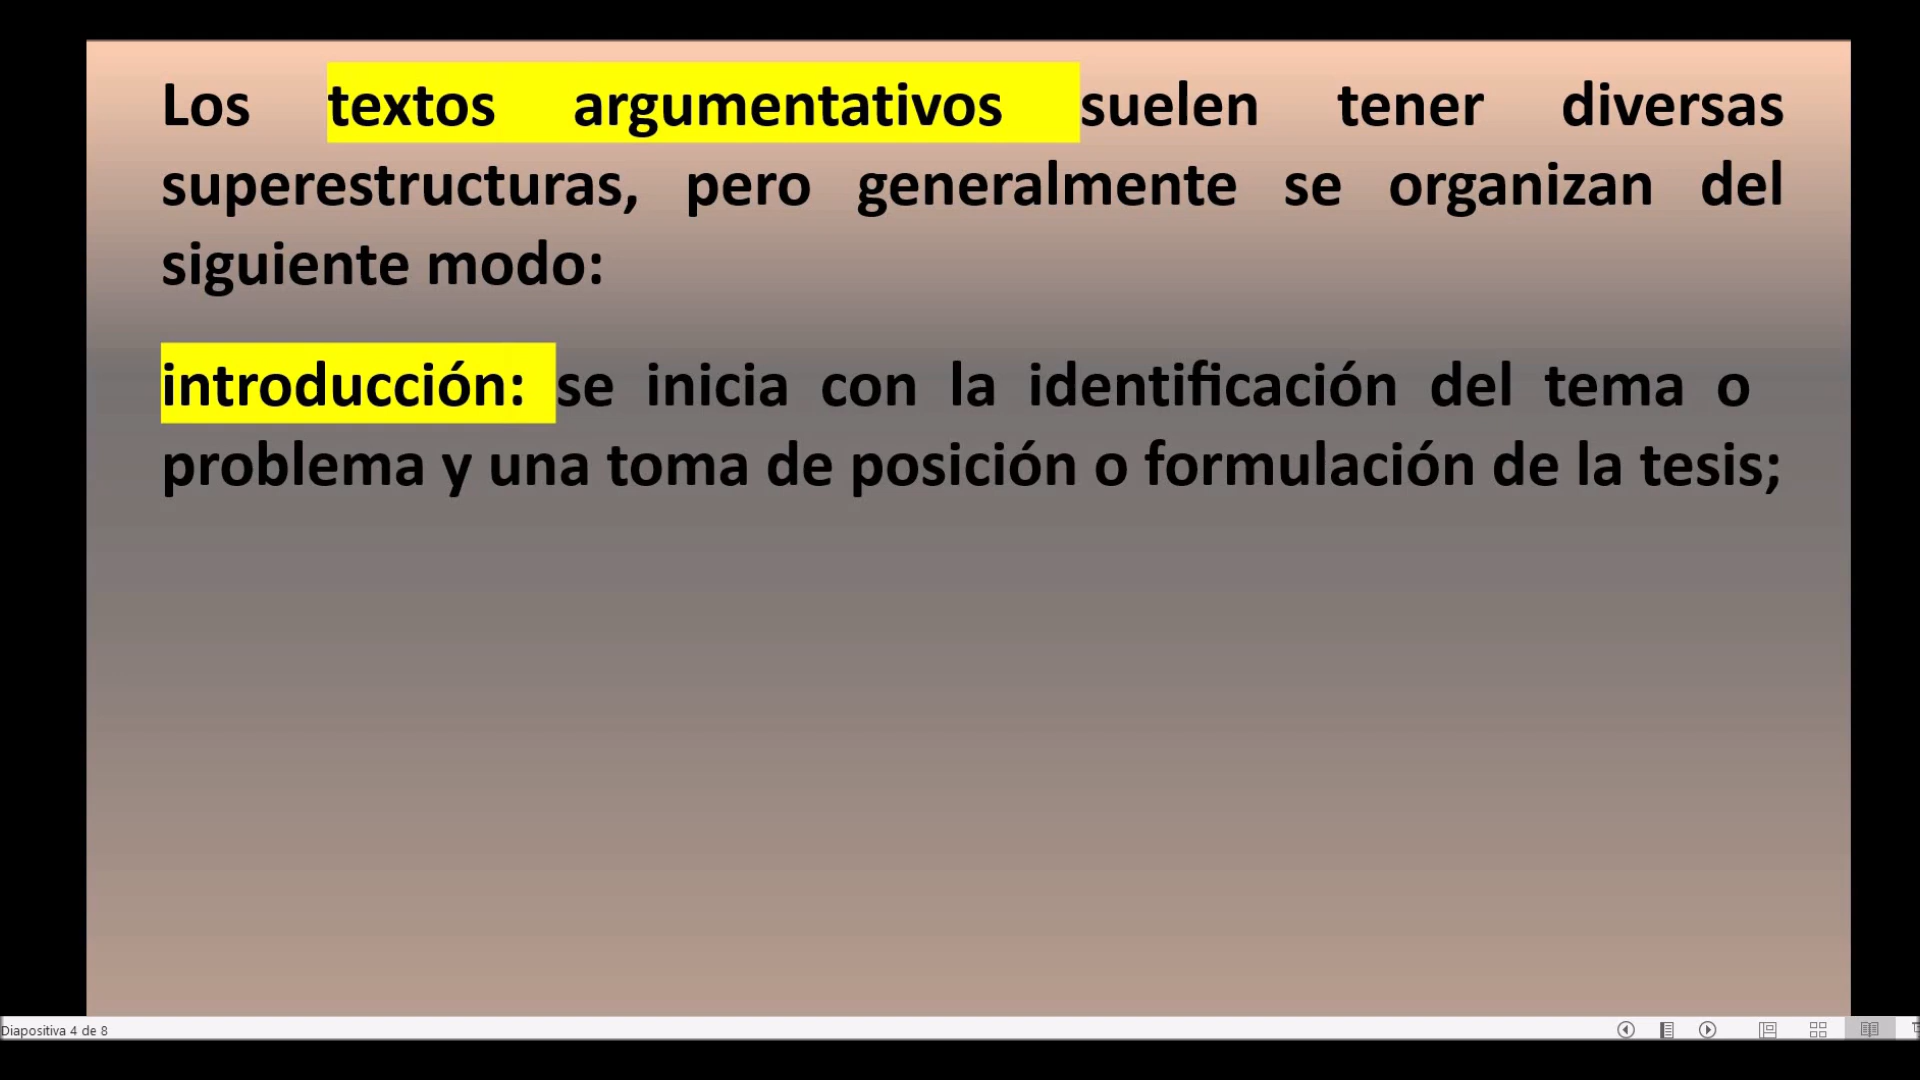 Los textos argumentativos suelen tener diversas
superestructuras, pero generalmente se organizan del
siguiente modo:
introducción: se inicia con la identificación del tema o
problema y una toma de posición o formulación de la tesis;
Diapositiva 4 de 8